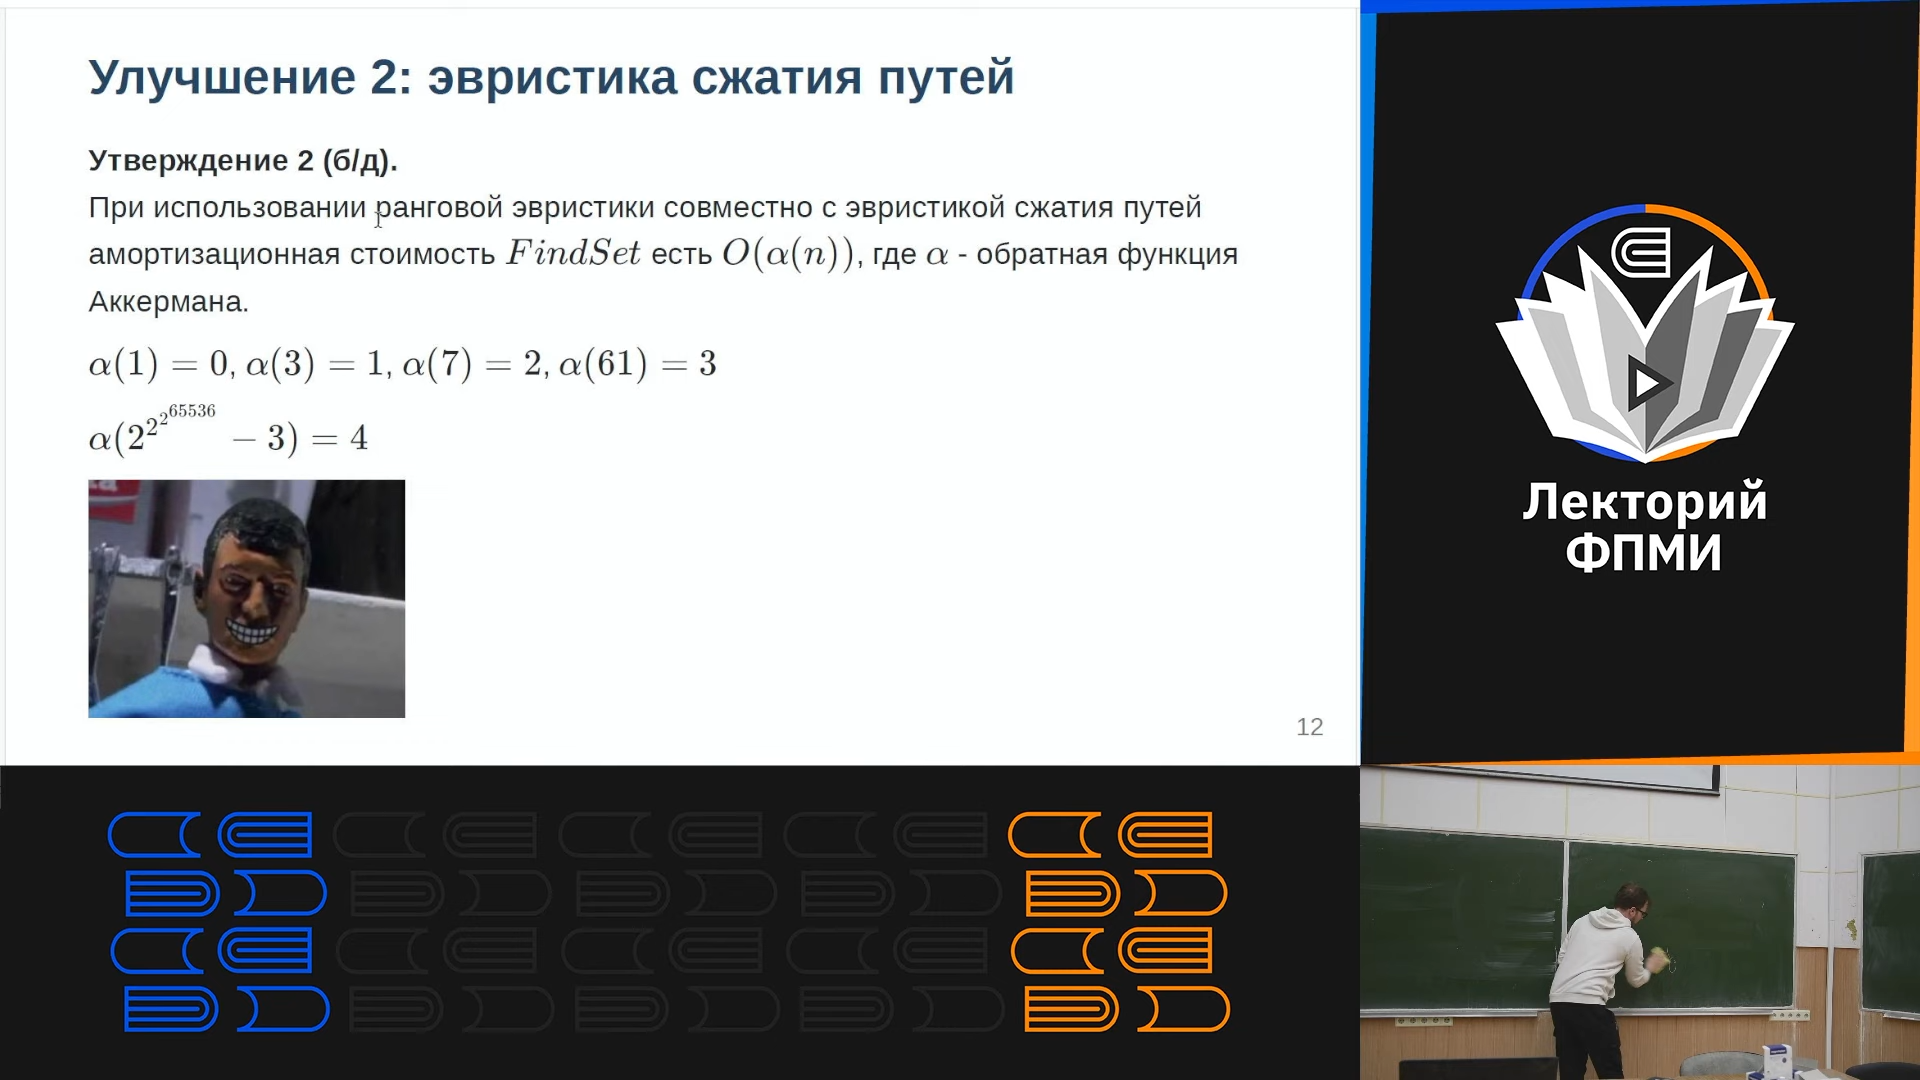 Улучшение 2: эвристика сжатия путей
Утверждение 2 (б/д).
При использовании ранговой эвристики совместно с эвристикой сжатия путей
амортизационная стоимость FindSet есть O(α(n)), где α - обратная функция
Аккермана.
α(1) = 0, α(3) = 1, α(7) = 2, α(61) = 3
α(2^{2^{2^{65536}}} − 3) = 4
12
Лекторий
ФПМИ